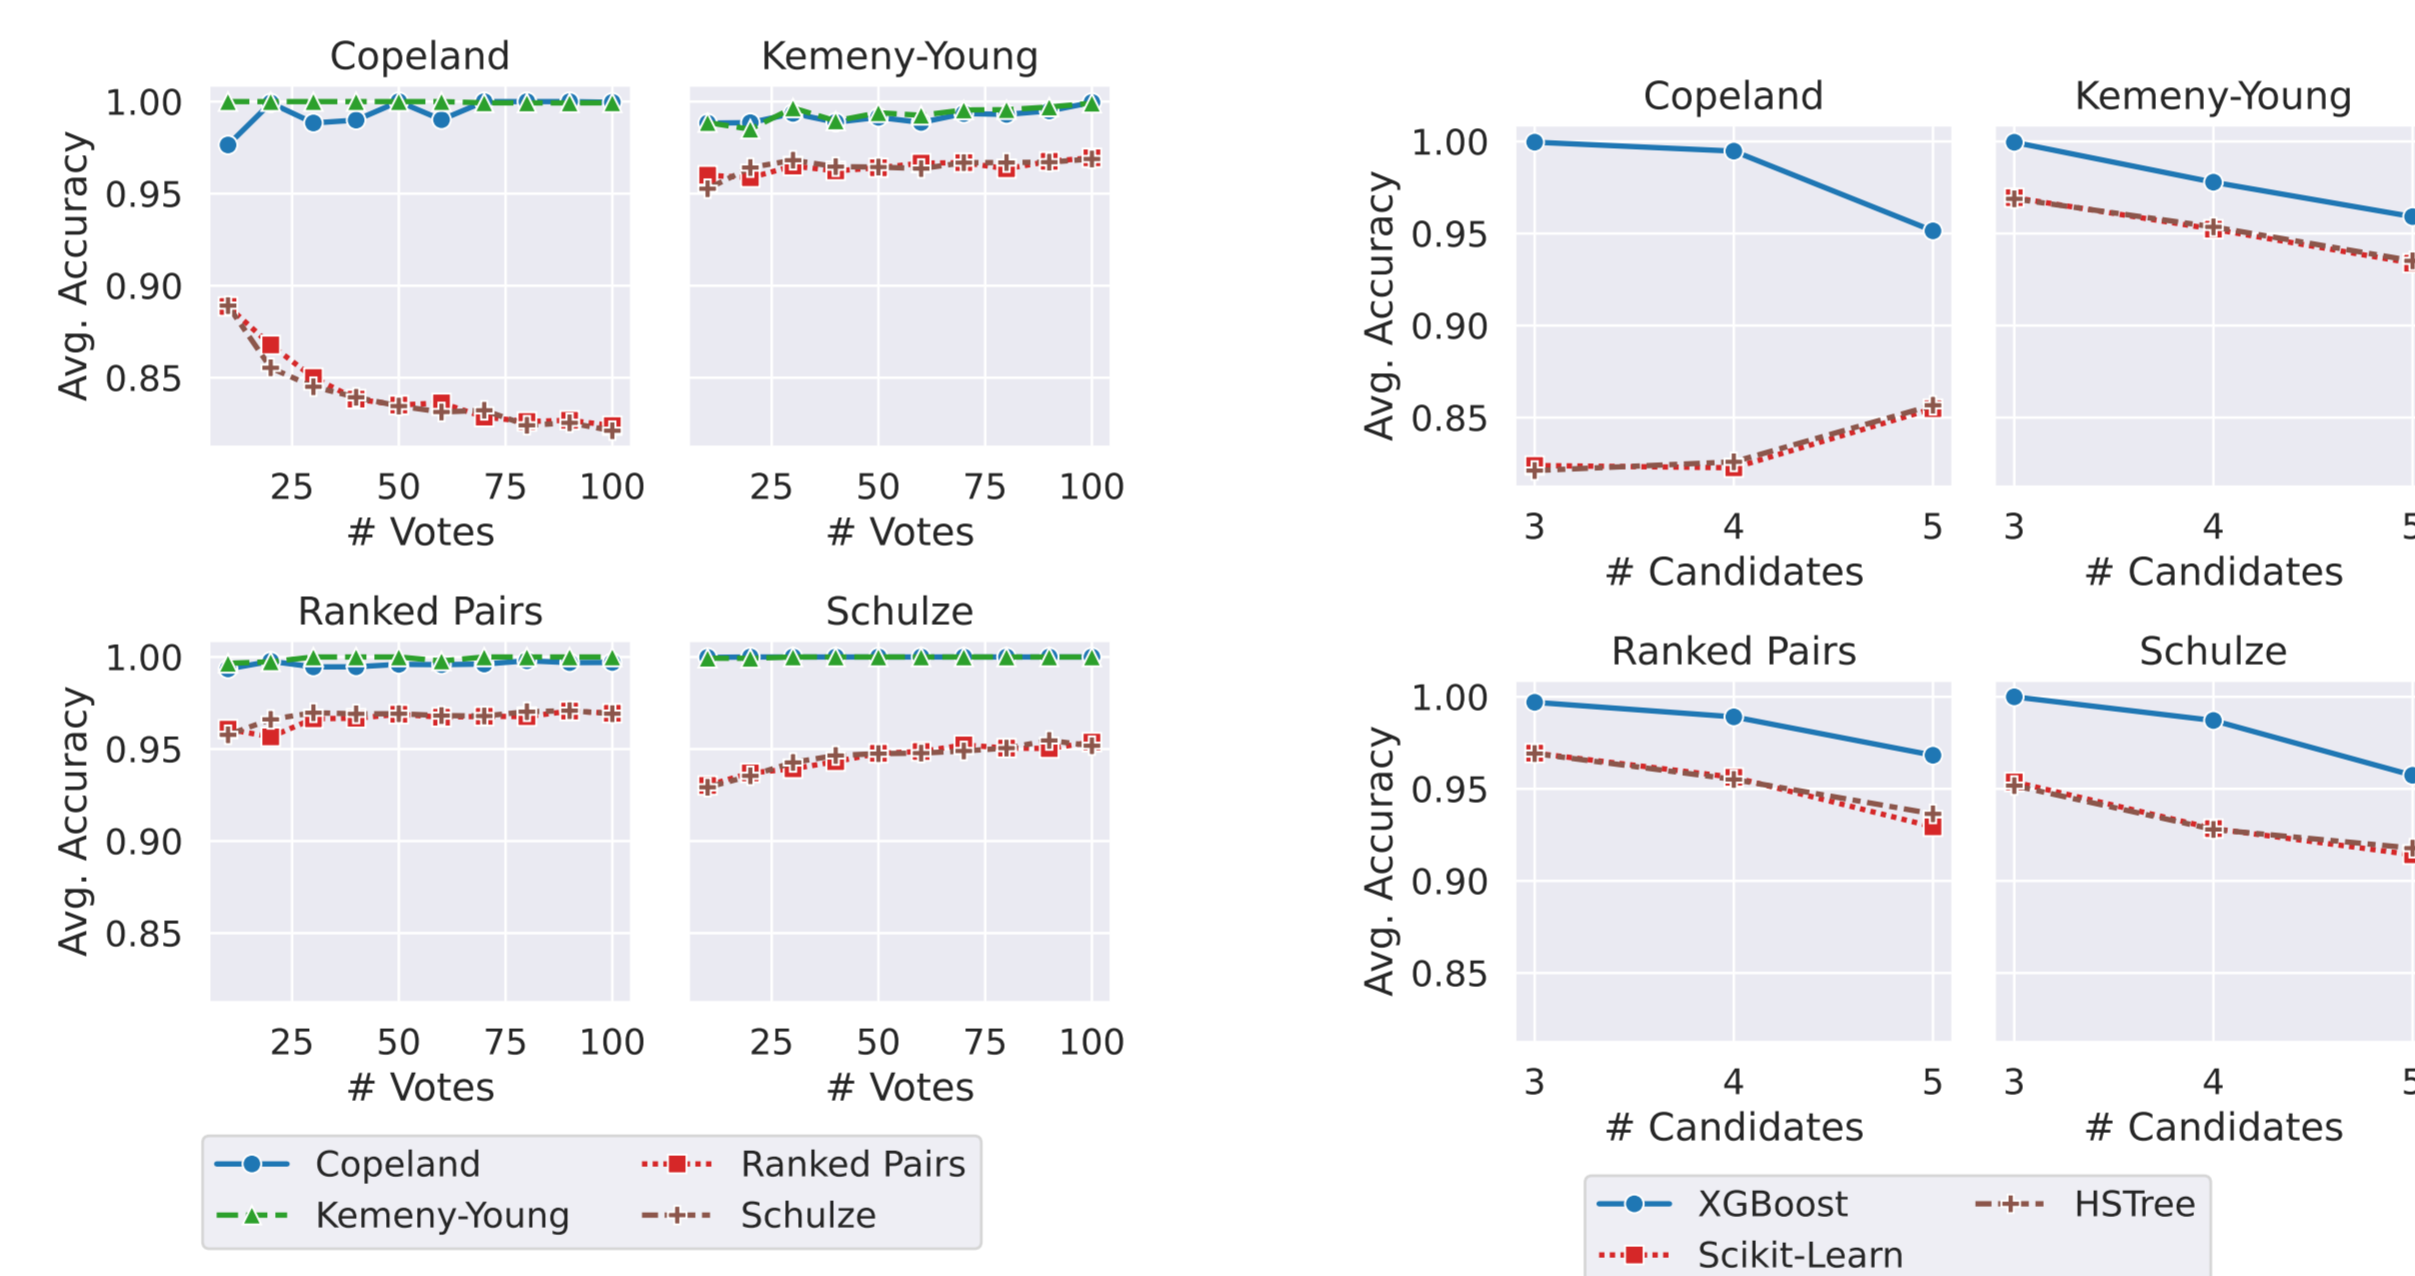 Copeland
Kemeny-Young
Avg. Accuracy
1.00
0.95
0.90
0.85
25 50 75 100
25 50 75 100
# Votes
# Votes
Ranked Pairs
Schulze
Avg. Accuracy
1.00
0.95
0.90
0.85
25 50 75 100
25 50 75 100
# Votes
# Votes
Copeland
Ranked Pairs
Kemeny-Young
Schulze
Copeland
Kemeny-Young
Avg. Accuracy
1.00
0.95
0.90
0.85
3 4 5
3 4 5
# Candidates
# Candidates
Ranked Pairs
Schulze
Avg. Accuracy
1.00
0.95
0.90
0.85
3 4 5
3 4 5
# Candidates
# Candidates
XGBoost
HSTree
Scikit-Learn